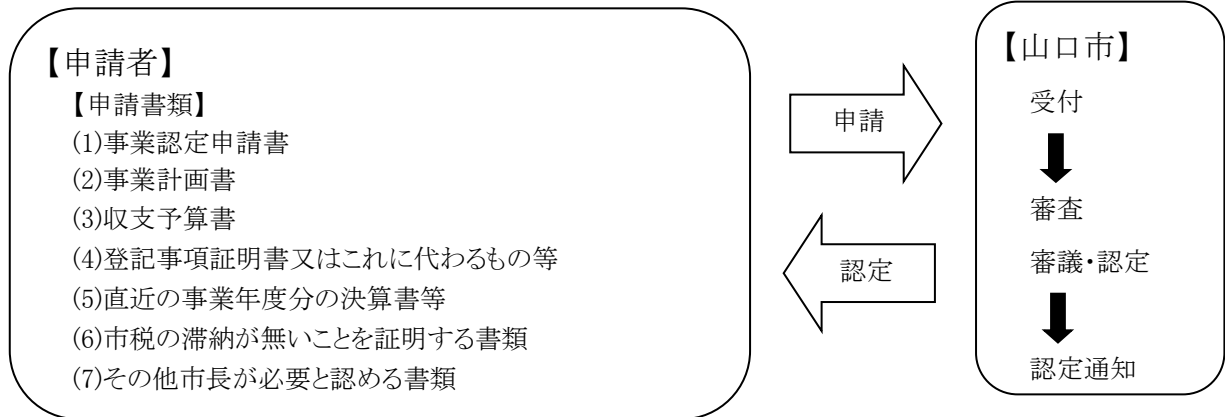 【申請者】
【申請書類】
(1)事業認定申請書
(2)事業計画書
(3)収支予算書
(4)登記事項証明書又はこれに代わるもの等
(5)直近の事業年度分の決算書等
(6)市税の滞納が無いことを証明する書類
(7)その他市長が必要と認める書類
申請
認定
【山口市】
受付
審査
審議・認定
認定通知